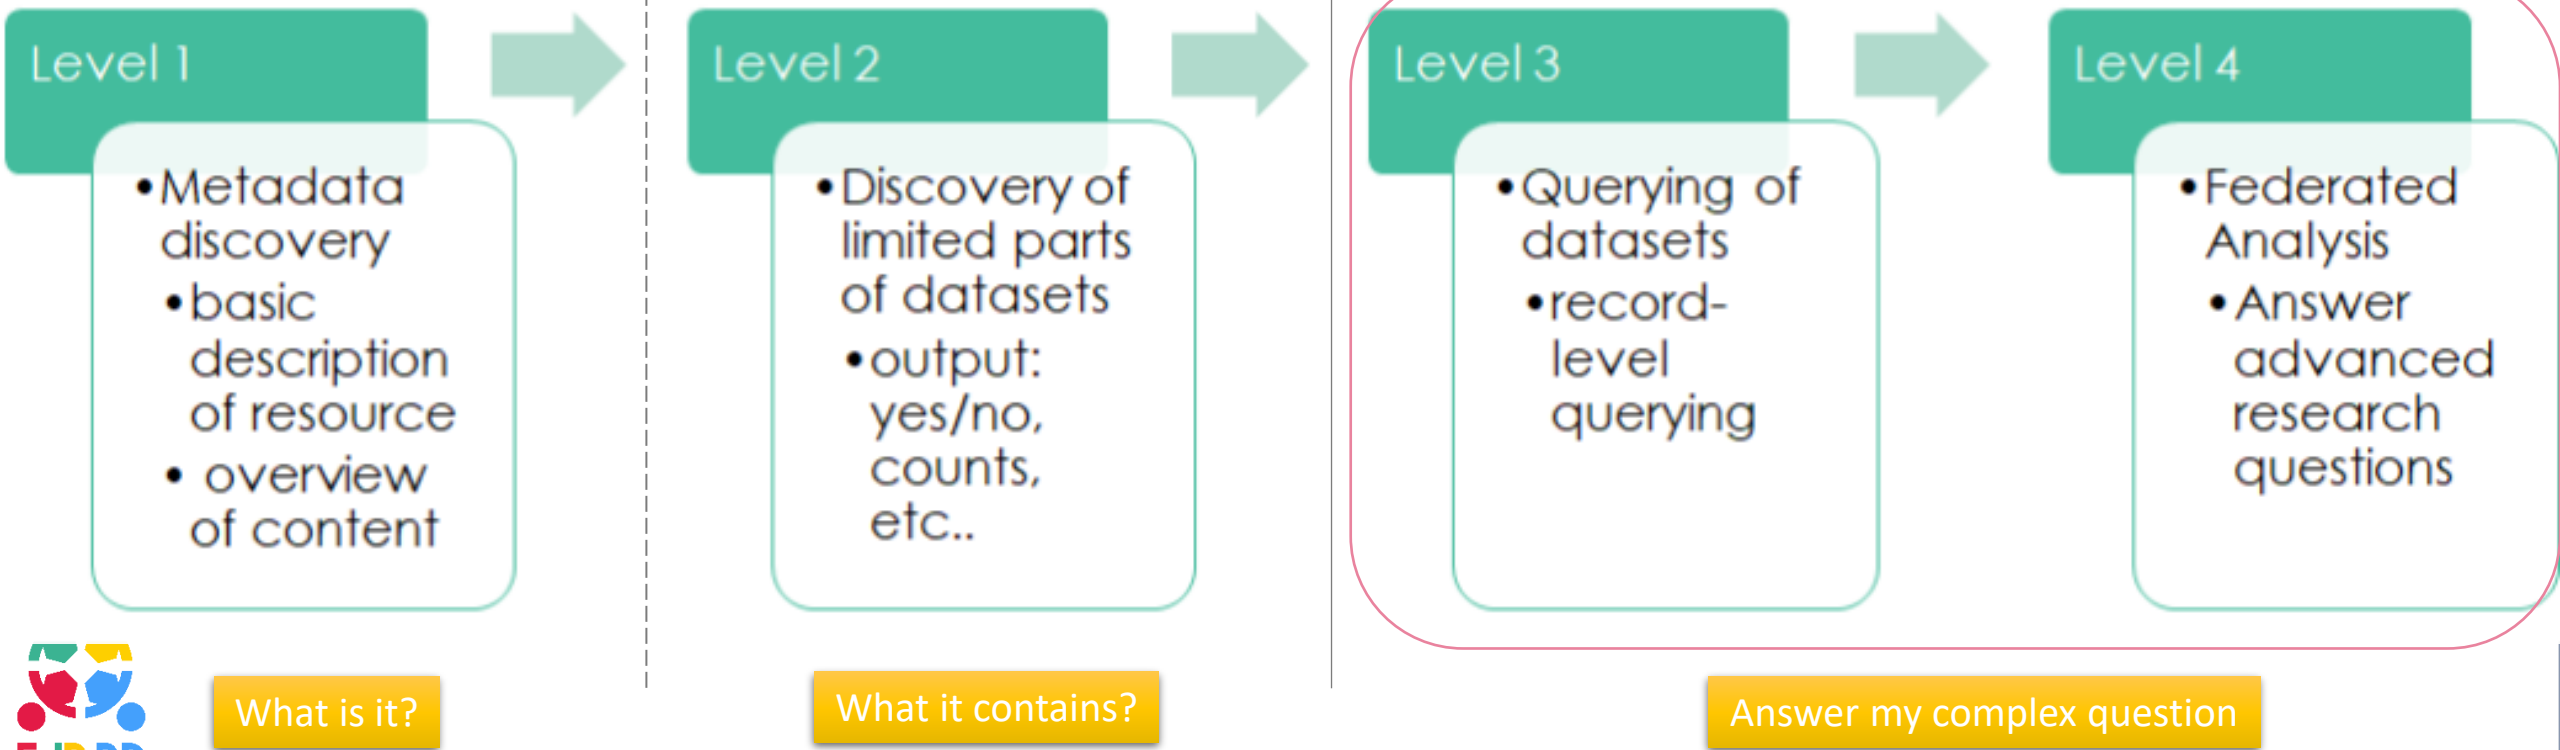 Level 1
•Metadata
discovery
•basic
description
of resource
• overview
of content
Level 2
•Discovery of
limited parts
of datasets
•output:
yes/no,
counts,
etc..
Level 3
•Querying of
datasets
•record-
level
querying
Level 4
•Federated
Analysis
•Answer
advanced
research
questions
What is it?
What it contains?
Answer my complex question